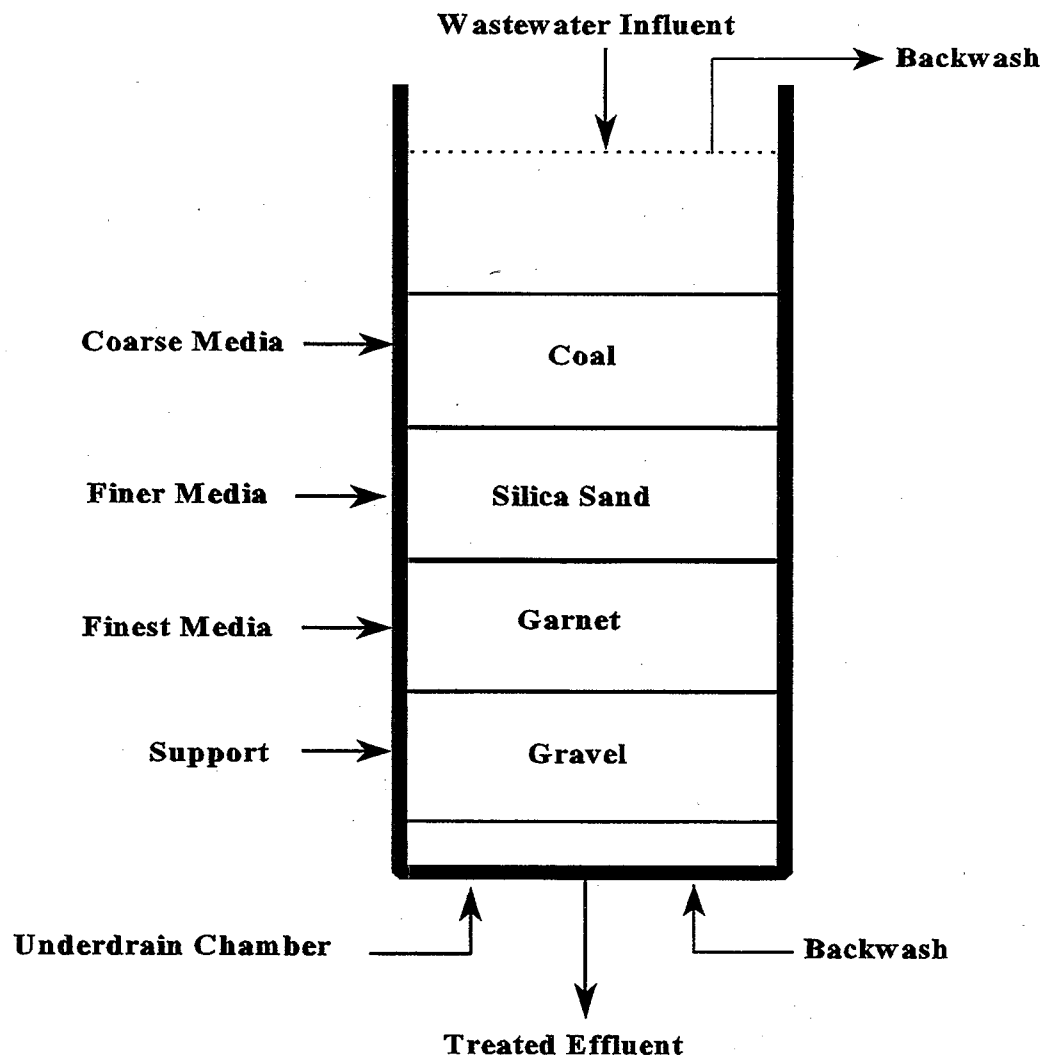 Wastewater Influent
Backwash
Coarse Media
Coal
Finer Media
Silica Sand
Finest Media
Garnet
Support
Gravel
Underdrain Chamber
Backwash
Treated Effluent